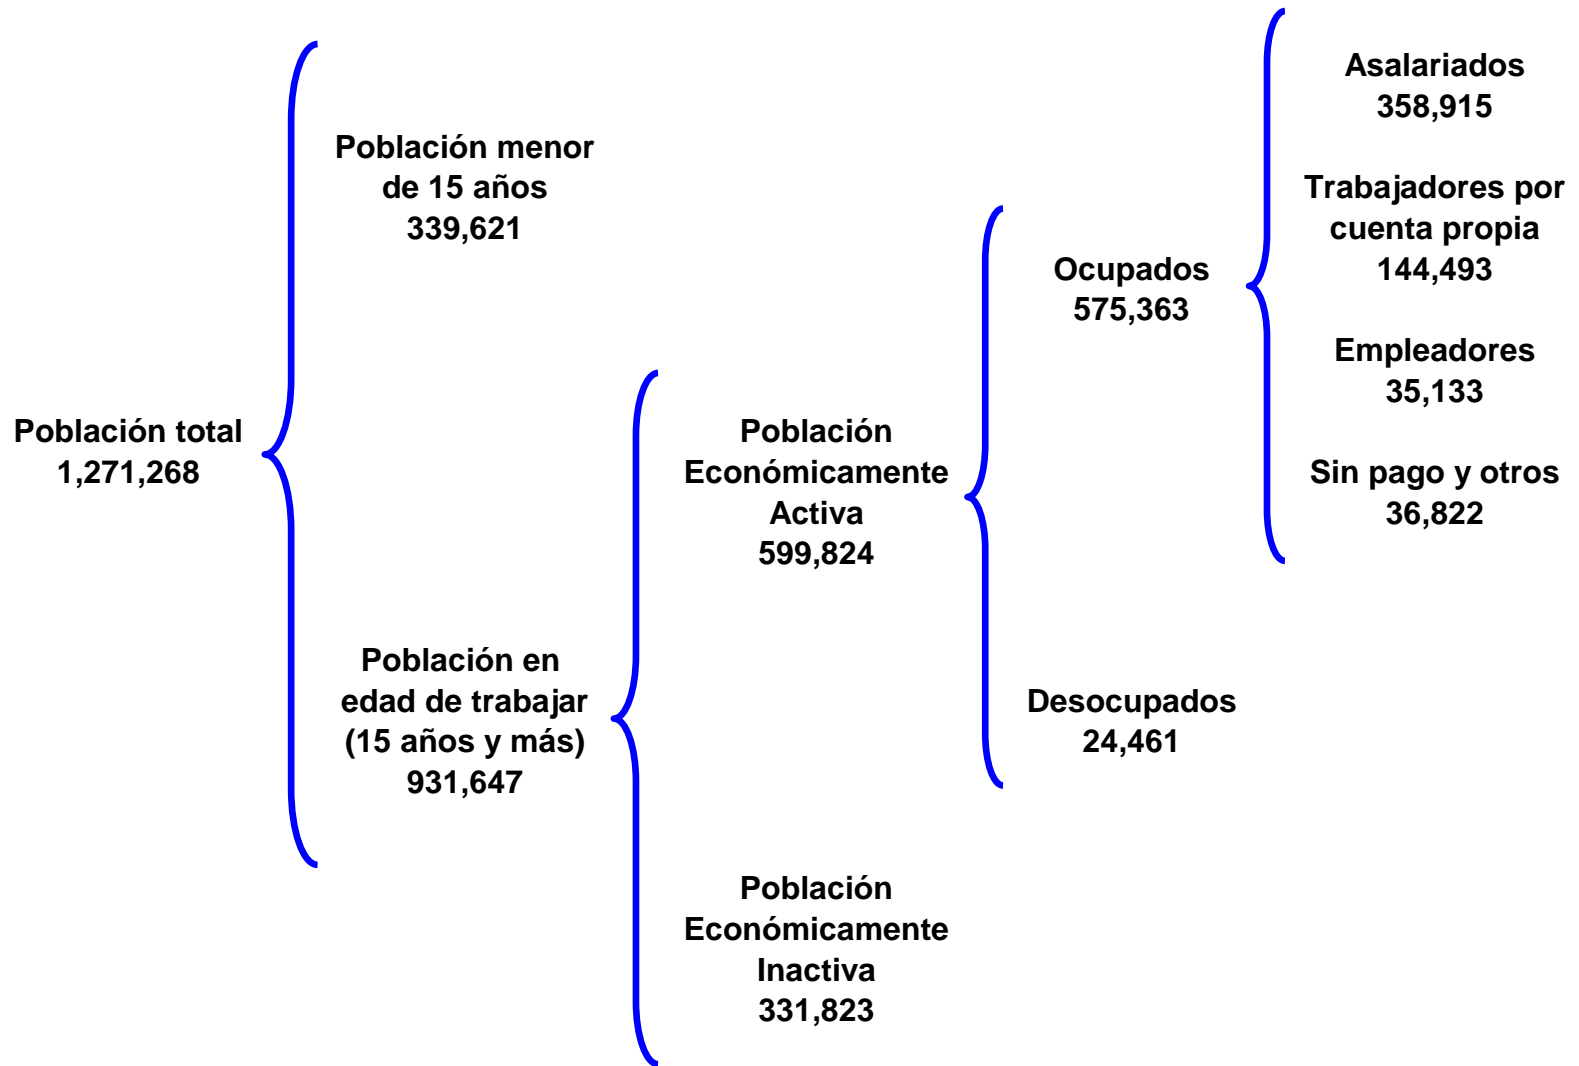 Población total
1,271,268
Población menor
de 15 años
339,621
Población en
edad de trabajar
(15 años y más)
931,647
Población
Económicamente
Activa
599,824
Población
Económicamente
Inactiva
331,823
Ocupados
575,363
Desocupados
24,461
Asalariados
358,915
Trabajadores por
cuenta propia
144,493
Empleadores
35,133
Sin pago y otros
36,822